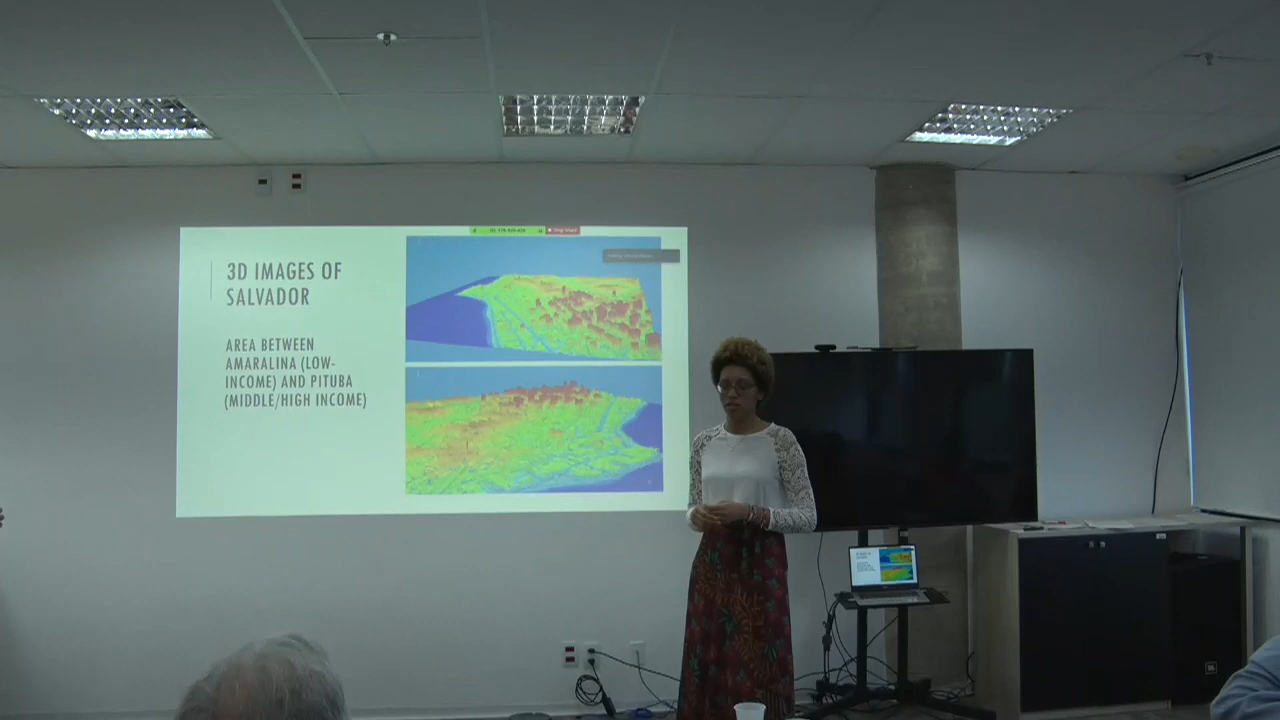 3D IMAGES OF
SALVADOR
AREA BETWEEN
AMARALINA (LOW-
INCOME) AND PITUBA
(MIDDLE/HIGH INCOME)